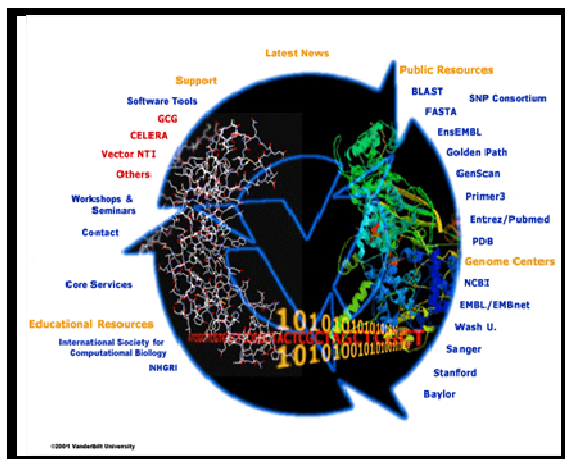 Latest News
Support
Software Tools
GCG
CELERA
Vector NTI
Others
Workshops &
Seminars
Contact
Core Services
Educational Resources
International Society for
Computational Biology
NHGRI
Public Resources
BLAST
SNP Consortium
FASTA
EnsEMBL
Golden Path
GenScan
Primer3
Entrez/Pubmed
PDB
Genome Centers
NCBI
EMBL/EMBnet
Wash U.
Sanger
Stanford
Baylor
©2001 Vanderbilt University